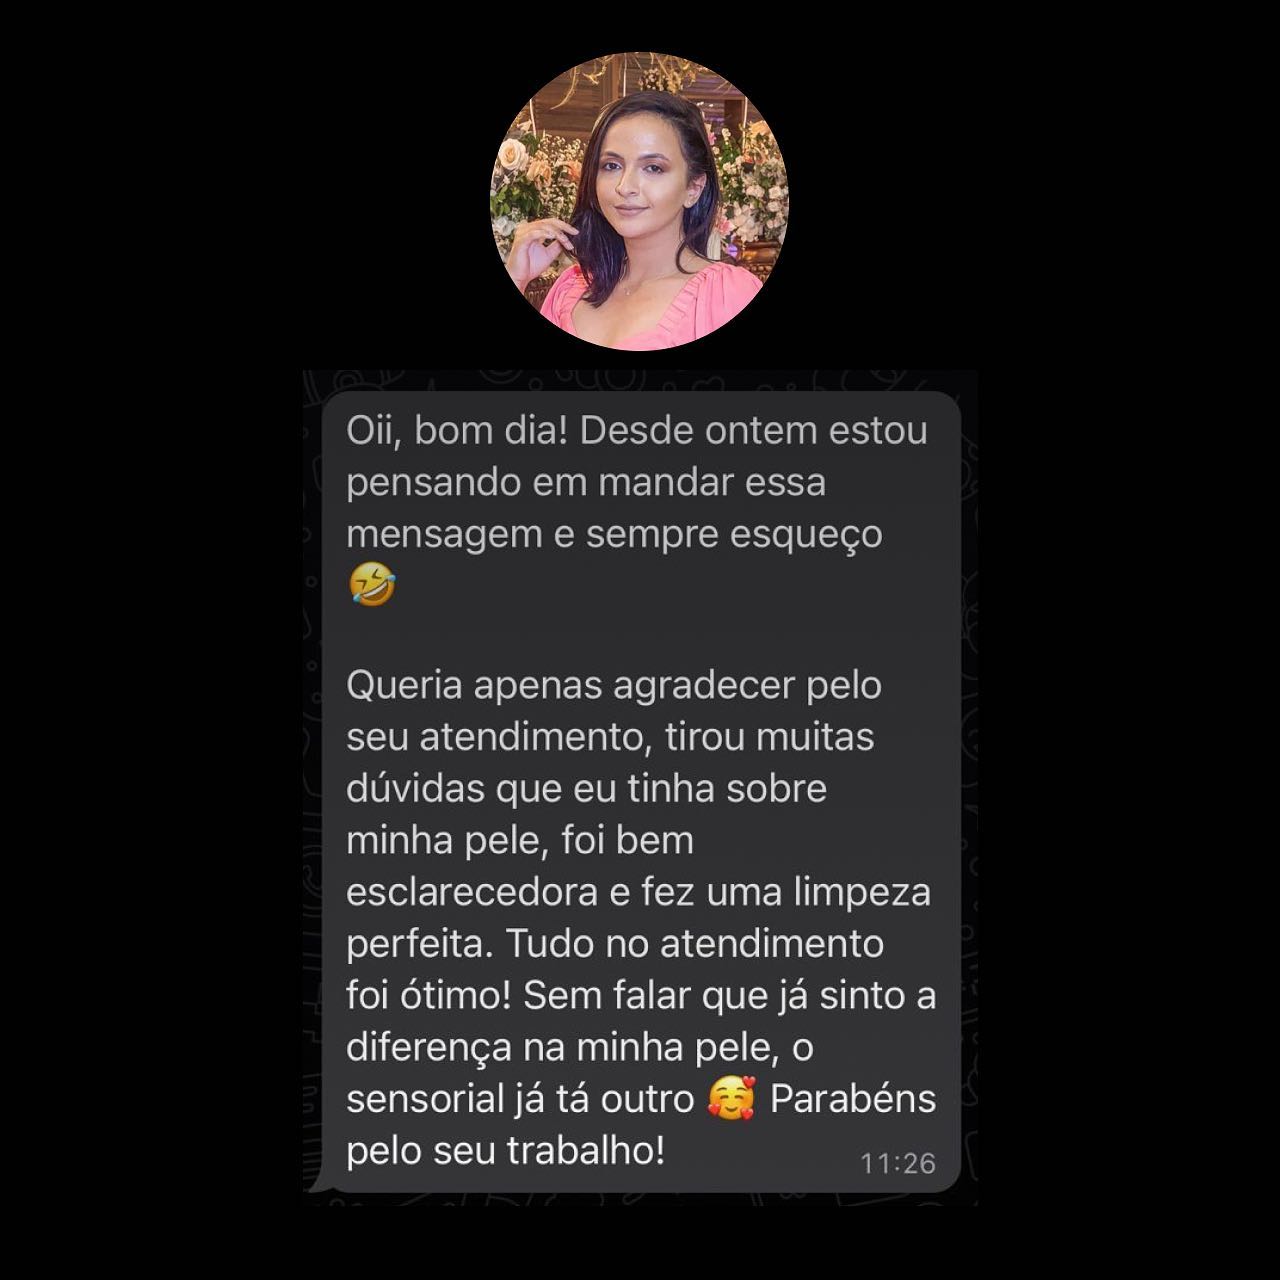 Oii, bom dia! Desde ontem estou
pensando em mandar essa
mensagem e sempre esqueço
🤣
Queria apenas agradecer pelo
seu atendimento, tirou muitas
dúvidas que eu tinha sobre
minha pele, foi bem
esclarecedora e fez uma limpeza
perfeita. Tudo no atendimento
foi ótimo! Sem falar que já sinto a
diferença na minha pele, o
sensorial já tá outro 🥰 Parabéns
pelo seu trabalho!
11:26